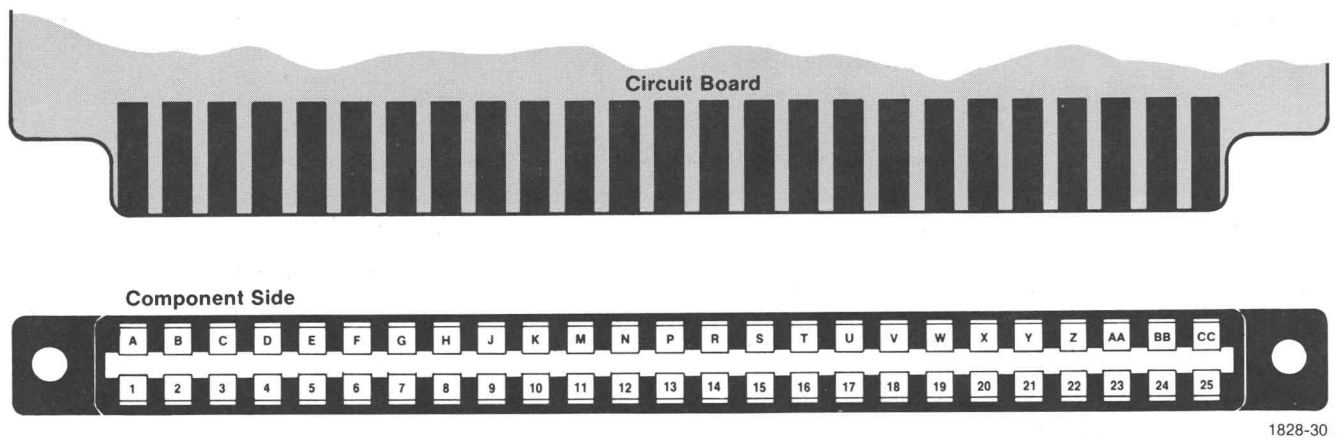 Circuit Board
Component Side
A B C D E F G H J K M N P R S T U V W X Y Z AA BB CC
1 2 3 4 5 6 7 8 9 10 11 12 13 14 15 16 17 18 19 20 21 22 23 24 25
1828-30